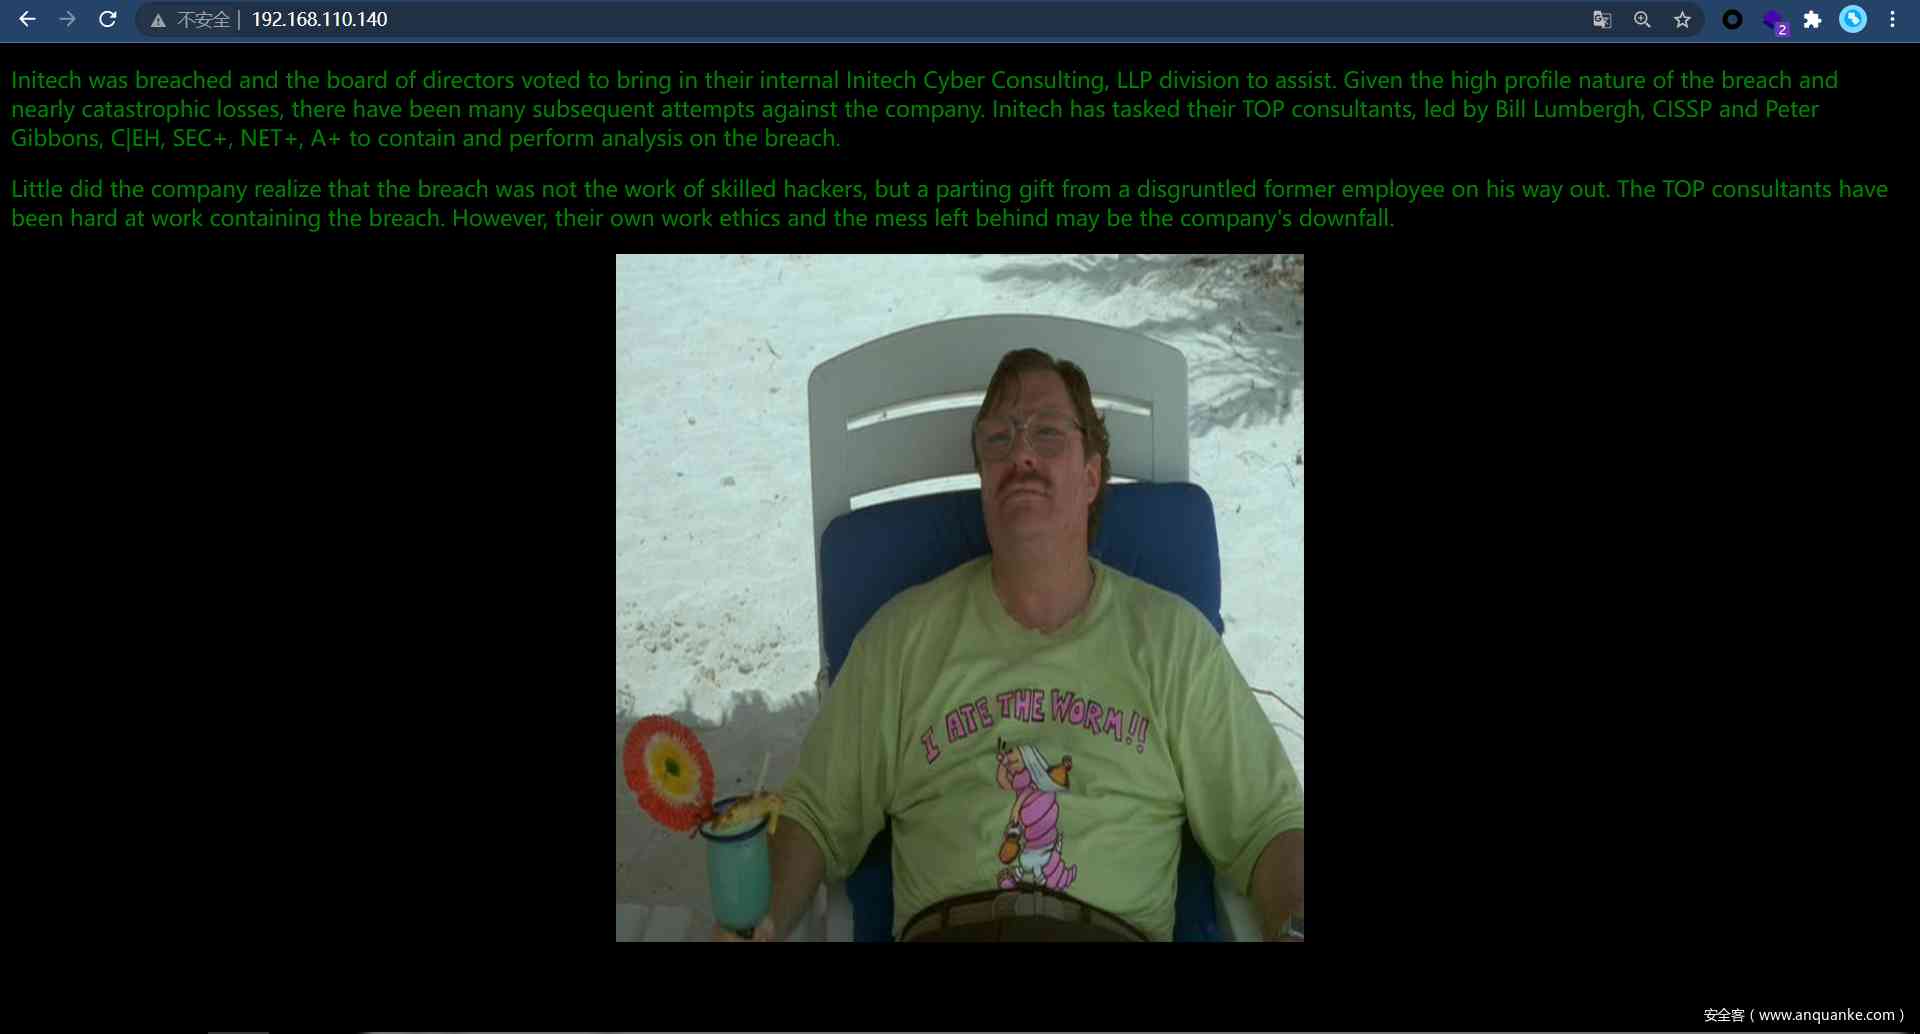 不安全 | 192.168.110.140
2
Initech was breached and the board of directors voted to bring in their internal Initech Cyber Consulting, LLP division to assist. Given the high profile nature of the breach and
nearly catastrophic losses, there have been many subsequent attempts against the company. Initech has tasked their TOP consultants, led by Bill Lumbergh, CISSP and Peter
Gibbons, C|EH, SEC+, NET+, A+ to contain and perform analysis on the breach.
Little did the company realize that the breach was not the work of skilled hackers, but a parting gift from a disgruntled former employee on his way out. The TOP consultants have
been hard at work containing the breach. However, their own work ethics and the mess left behind may be the company's downfall.
I ATE THE WORM!!
安全客 ( www.anquanke.com )